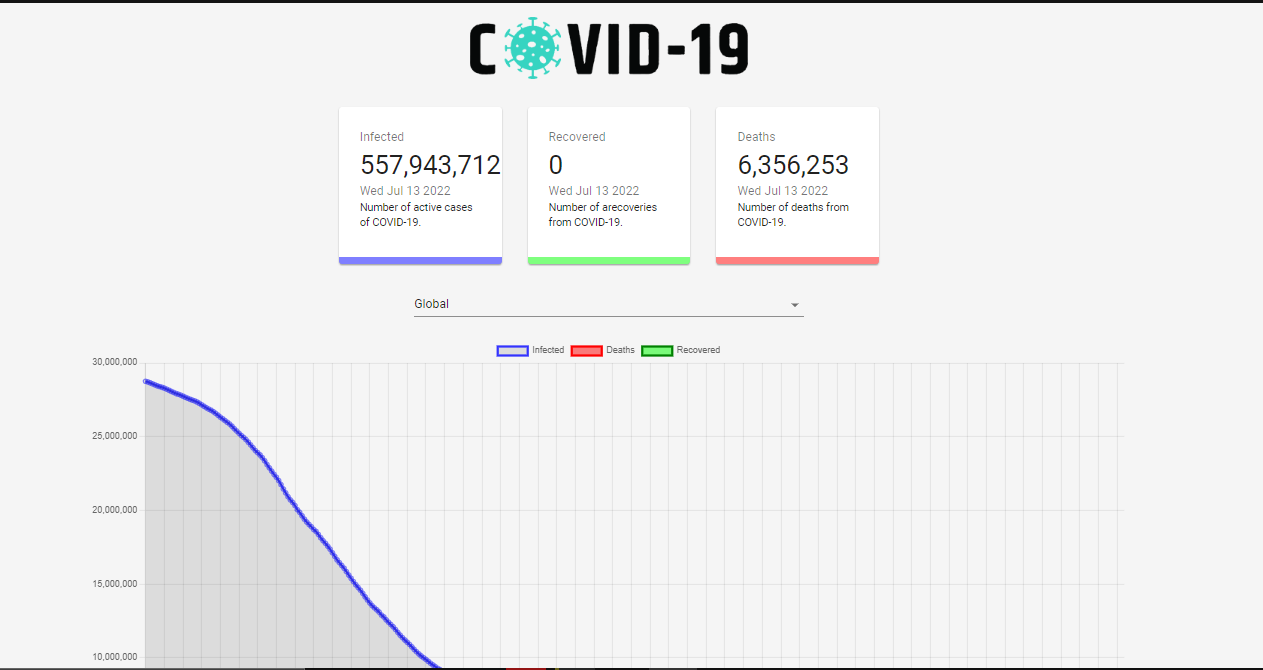 COVID-19
Infected
557,943,712
Wed Jul 13 2022
Number of active cases
of COVID-19.
Recovered
0
Wed Jul 13 2022
Number of arecoveries
from COVID-19.
Deaths
6,356,253
Wed Jul 13 2022
Number of deaths from
COVID-19.
Global
Infected Deaths Recovered
30,000,000
25,000,000
20,000,000
15,000,000
10,000,000